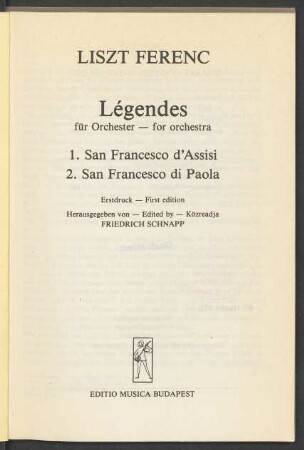 LISZT FERENC
Légendes
für Orchester — for orchestra
1. San Francesco d'Assisi
2. San Francesco di Paola
Erstdruck — First edition
Herausgegeben von — Edited by — Közreadja
FRIEDRICH SCHNAPP
EDITIO MUSICA BUDAPEST